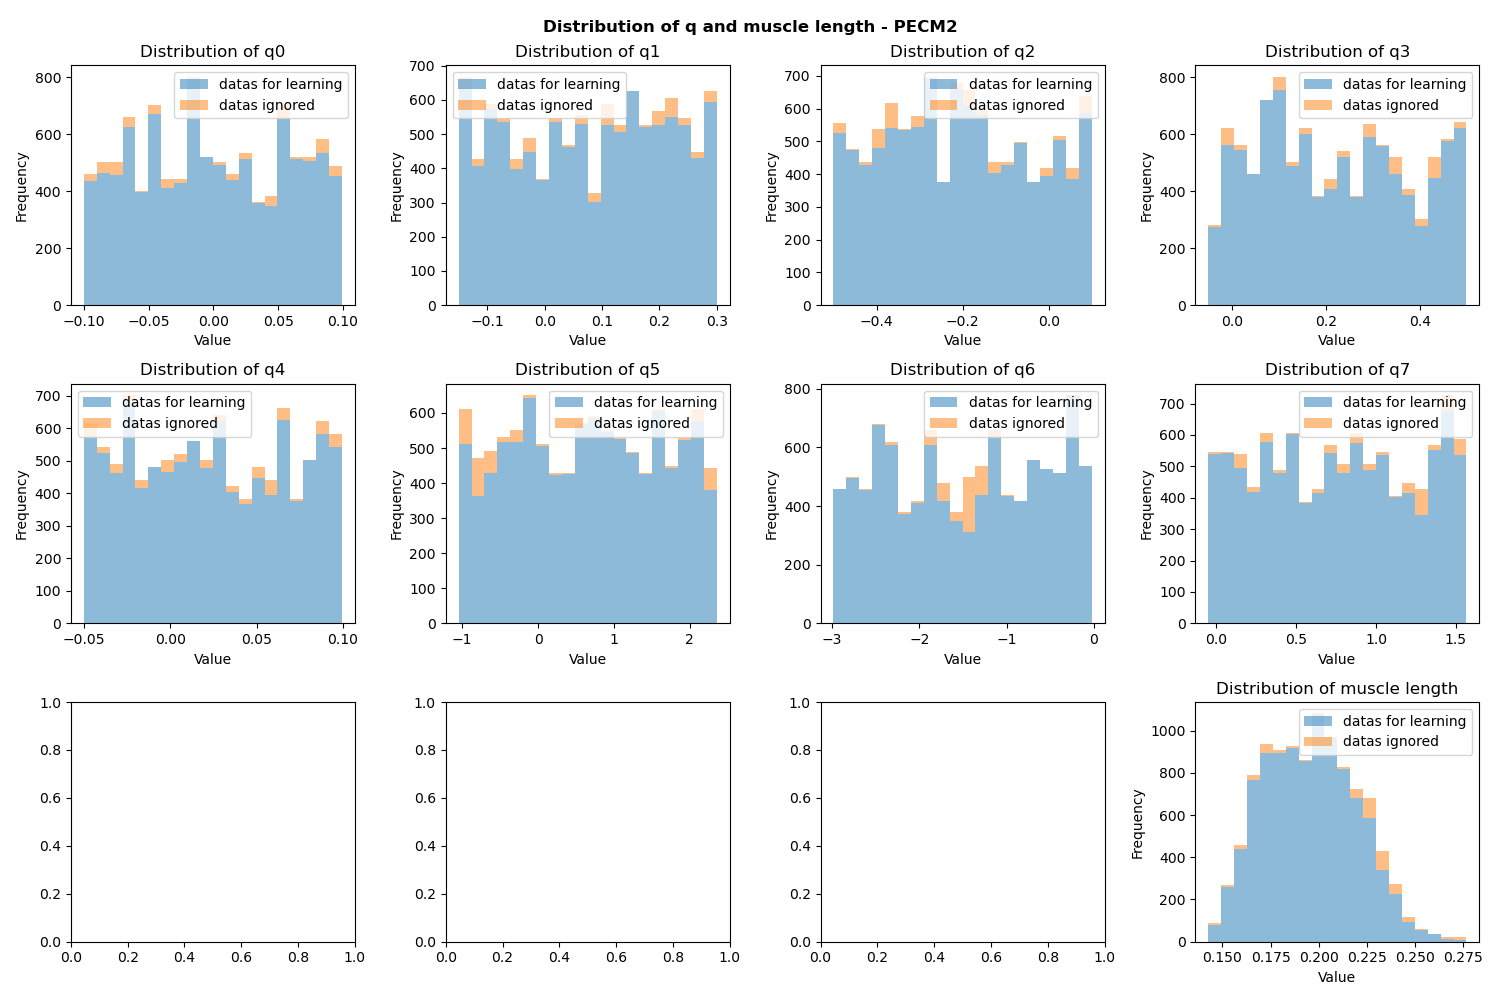 Distribution of q and muscle length - PECM2
Distribution of q0
datas for learning
datas ignored
Frequency
800
600
400
200
0
−0.10 −0.05 0.00 0.05 0.10
Value
Distribution of q1
datas for learning
datas ignored
Frequency
700
600
500
400
300
200
100
0
−0.1 0.0 0.1 0.2 0.3
Value
Distribution of q2
datas for learning
datas ignored
Frequency
700
600
500
400
300
200
100
0
−0.4 −0.2 0.0
Value
Distribution of q3
datas for learning
datas ignored
Frequency
800
600
400
200
0
0.0 0.2 0.4
Value
Distribution of q4
datas for learning
datas ignored
Frequency
700
600
500
400
300
200
100
0
−0.05 0.00 0.05 0.10
Value
Distribution of q5
datas for learning
datas ignored
Frequency
600
500
400
300
200
100
0
−1 0 1 2
Value
Distribution of q6
datas for learning
datas ignored
Frequency
800
600
400
200
0
−3 −2 −1 0
Value
Distribution of q7
datas for learning
datas ignored
Frequency
700
600
500
400
300
200
100
0
0.0 0.5 1.0 1.5
Value
1.0
0.8
0.6
0.4
0.2
0.0
0.0 0.2 0.4 0.6 0.8 1.0
1.0
0.8
0.6
0.4
0.2
0.0
0.0 0.2 0.4 0.6 0.8 1.0
1.0
0.8
0.6
0.4
0.2
0.0
0.0 0.2 0.4 0.6 0.8 1.0
Distribution of muscle length
datas for learning
datas ignored
Frequency
1000
800
600
400
200
0
0.150 0.175 0.200 0.225 0.250 0.275
Value